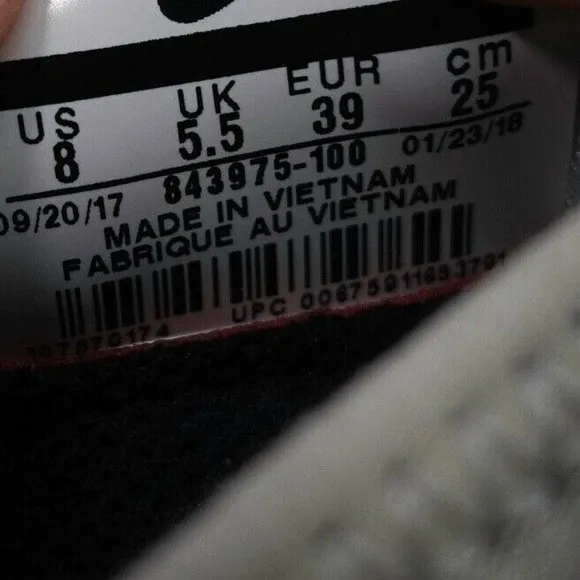 US UK EUR cm
8 5.5 39 25
09/20/17 843975-100 01/23/18
MADE IN VIETNAM
FABRIQUE AU VIETNAM
UPC